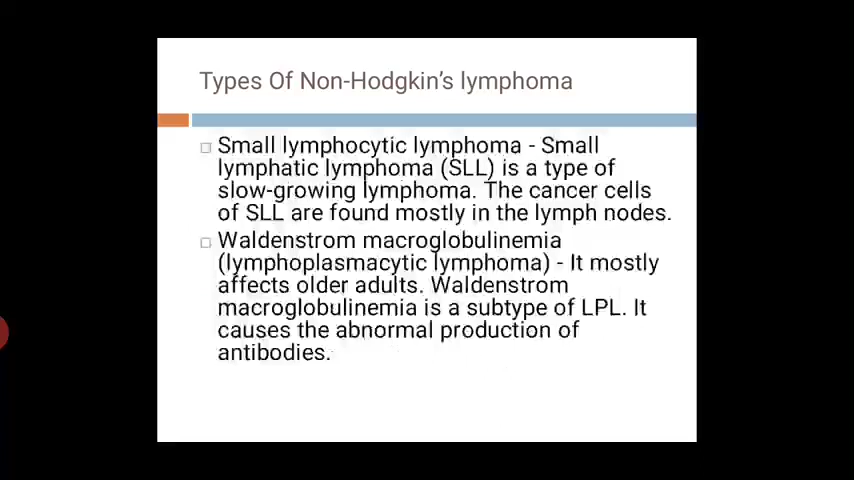 Types Of Non-Hodgkin's lymphoma
Small lymphocytic lymphoma - Small
lymphatic lymphoma (SLL) is a type of
slow-growing lymphoma. The cancer cells
of SLL are found mostly in the lymph nodes.
Waldenstrom macroglobulinemia
(lymphoplasmacytic lymphoma) - It mostly
affects older adults. Waldenstrom
macroglobulinemia is a subtype of LPL. It
causes the abnormal production of
antibodies.